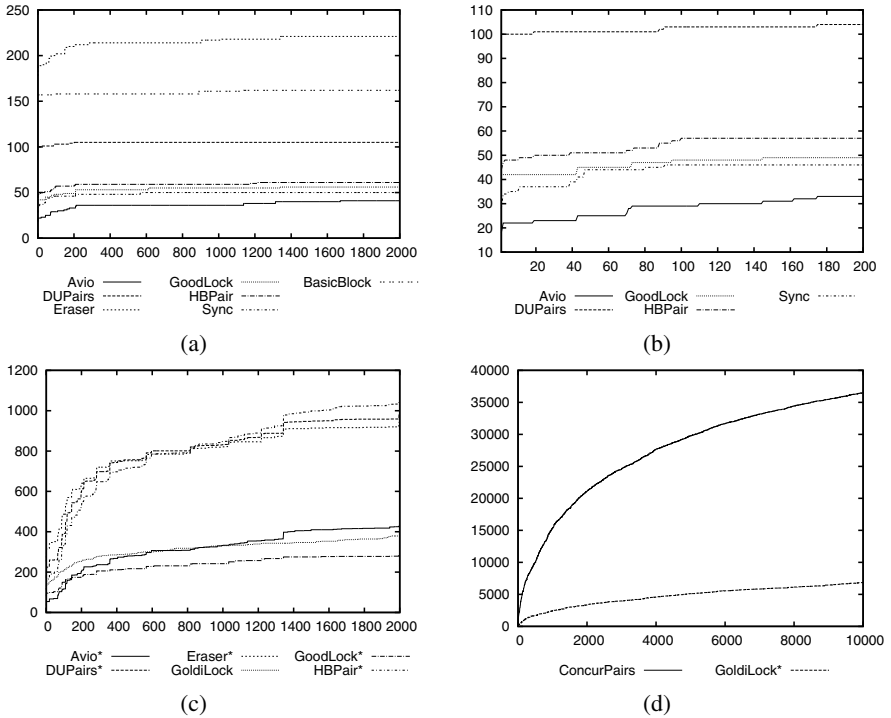 250
200
150
100
50
0
0 200 400 600 800 1000 1200 1400 1600 1800 2000
Avio GoodLock BasicBlock
DUPairs HBPair
Eraser Sync
(a)
110
100
90
80
70
60
50
40
30
20
10
20 40 60 80 100 120 140 160 180 200
Avio GoodLock Sync
DUPairs HBPair
(b)
1200
1000
800
600
400
200
0
0 200 400 600 800 1000 1200 1400 1600 1800 2000
Avio* Eraser* GoodLock*
DUPairs* GoldiLock HBPair*
(c)
40000
35000
30000
25000
20000
15000
10000
5000
0
0 2000 4000 6000 8000 10000
ConcurPairs GoldiLock*
(d)